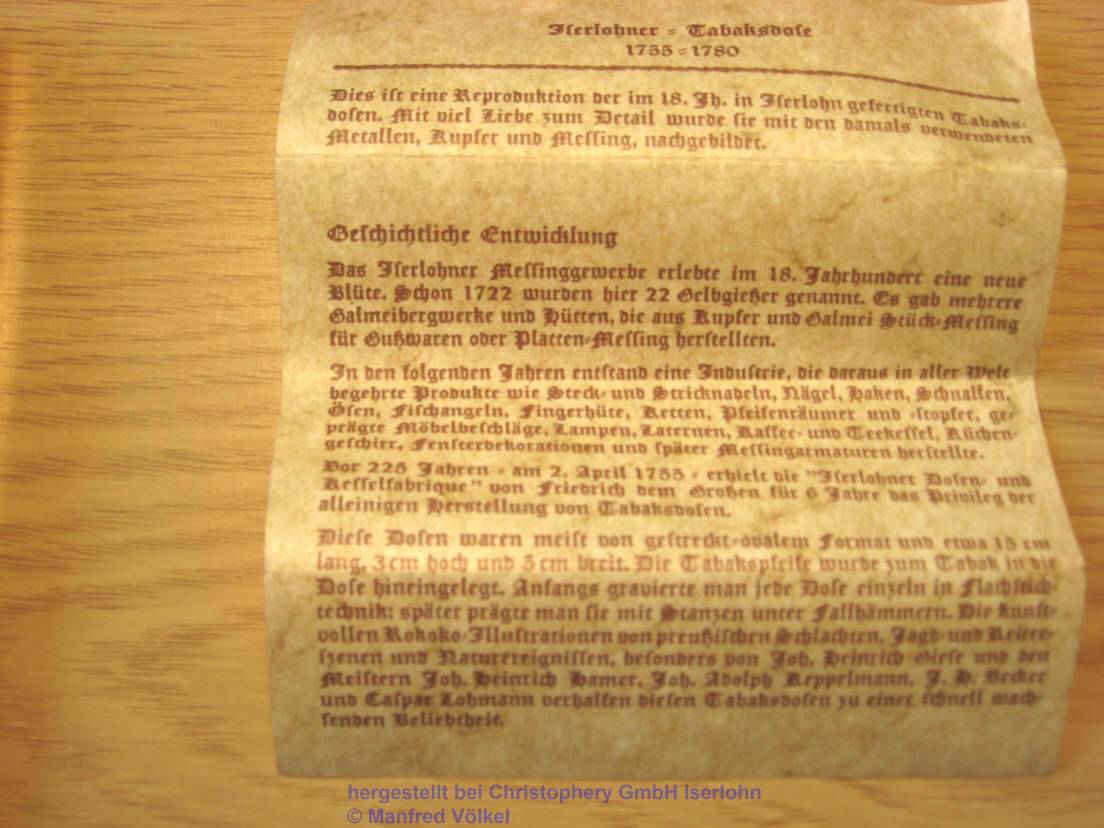 Iserlohner - Tabaksdose
1755-1780
Dies ist eine Reproduktion der im 18. Jh. in Iserlohn gefertigten Tabaks-
dosen. Mit viel Liebe zum Detail wurde sie mit den damals verwendeten
Metallen, Kupfer und Messing, nachgebildet.
Geschichtliche Entwicklung
Das Iserlohner Messinggewerbe erlebte im 18. Jahrhundert eine neue
Blüte. Schon 1722 wurden hier 22 Gelbgießer genannt. Es gab mehrere
Galmeibergwerke und Hütten, die aus Kupfer und Galmei Stück-Messing
für Gußwaren oder Platten-Messing herstellten.
In den folgenden Jahren entstand eine Industrie, die daraus in aller Welt
begehrte Produkte wie Steck- und Stricknadeln, Nägel, Haken, Schnallen,
Ösen, Fischangeln, Fingerhüte, Ketten, Pfeifenräumer und -stopfer, ge-
prägte Möbelbeschläge, Lampen, Laternen, Kaffee- und Teekessel, Küchen-
geschirr, Fensterdekorationen und später Messingarmaturen herstellte.
Vor 225 Jahren - am 2. April 1755 - erhielt die "Iserlohner Dosen- und
Kesselfabrique" von Friedrich dem Großen für 6 Jahre das Privileg der
alleinigen Herstellung von Tabaksdosen.
Diese Dosen waren meist von gestreckt-ovalem Format und etwa 15 cm
lang, 3 cm hoch und 5 cm breit. Die Tabakspfeife wurde zum Tabak in die
Dose hineingelegt. Anfangs gravierte man jede Dose einzeln in Flachstich-
technik; später prägte man sie mit Stanzen unter Fallhämmern. Die kunst-
vollen Rokoko-Illustrationen von preußischen Schlachten, Jagd- und Reiter-
szenen und Naturereignissen, besonders von Joh. Heinrich Giese und den
Meistern Joh. Heinrich Hamer, Joh. Adolph Keppelmann, J. H. Becker
und Caspar Lohmann verhalfen diesen Tabaksdosen zu einer schnell wach-
senden Beliebtheit.
hergestellt bei Christophery GmbH Iserlohn
© Manfred Völkel